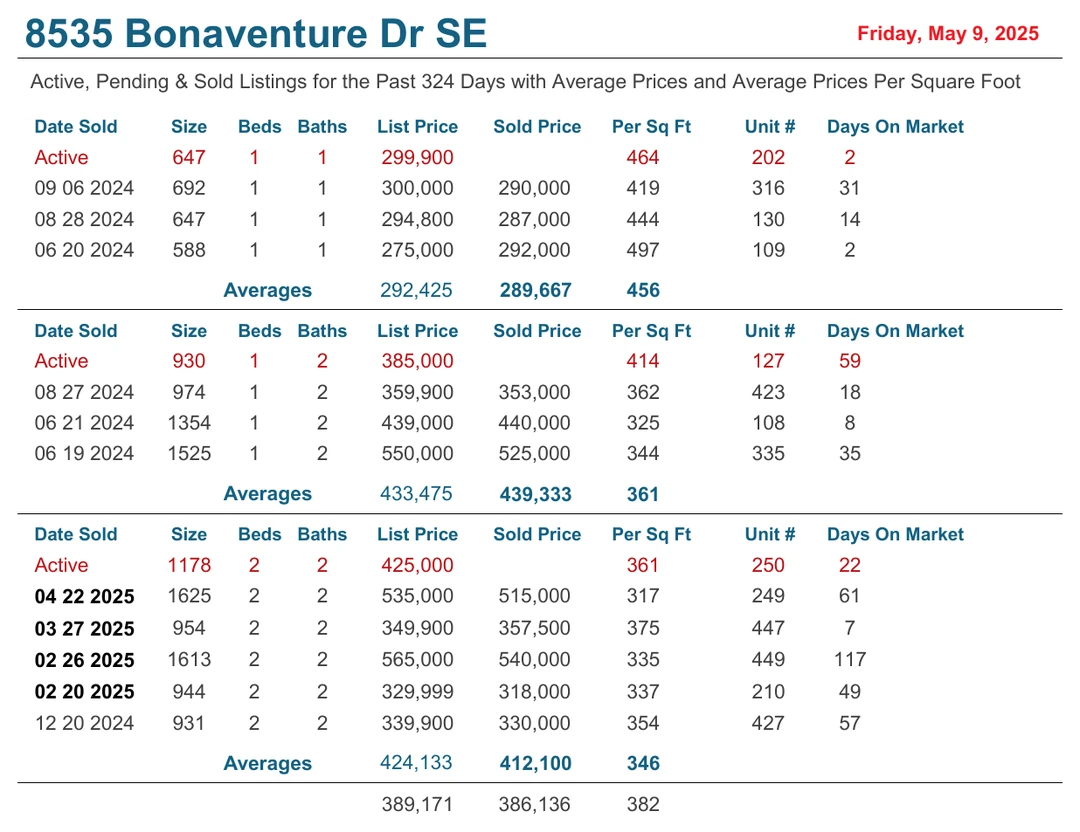 8535 Bonaventure Dr SE Friday, May 9, 2025
Active, Pending & Sold Listings for the Past 324 Days with Average Prices and Average Prices Per Square Foot
Date Sold Size Beds Baths List Price Sold Price Per Sq Ft Unit # Days On Market
Active 647 1 1 299,900 464 202 2
09 06 2024 692 1 1 300,000 290,000 419 316 31
08 28 2024 647 1 1 294,800 287,000 444 130 14
06 20 2024 588 1 1 275,000 292,000 497 109 2
Averages 292,425 289,667 456
Date Sold Size Beds Baths List Price Sold Price Per Sq Ft Unit # Days On Market
Active 930 1 2 385,000 414 127 59
08 27 2024 974 1 2 359,900 353,000 362 423 18
06 21 2024 1354 1 2 439,000 440,000 325 108 8
06 19 2024 1525 1 2 550,000 525,000 344 335 35
Averages 433,475 439,333 361
Date Sold Size Beds Baths List Price Sold Price Per Sq Ft Unit # Days On Market
Active 1178 2 2 425,000 361 250 22
04 22 2025 1625 2 2 535,000 515,000 317 249 61
03 27 2025 954 2 2 349,900 357,500 375 447 7
02 26 2025 1613 2 2 565,000 540,000 335 449 117
02 20 2025 944 2 2 329,999 318,000 337 210 49
12 20 2024 931 2 2 339,900 330,000 354 427 57
Averages 424,133 412,100 346
389,171 386,136 382